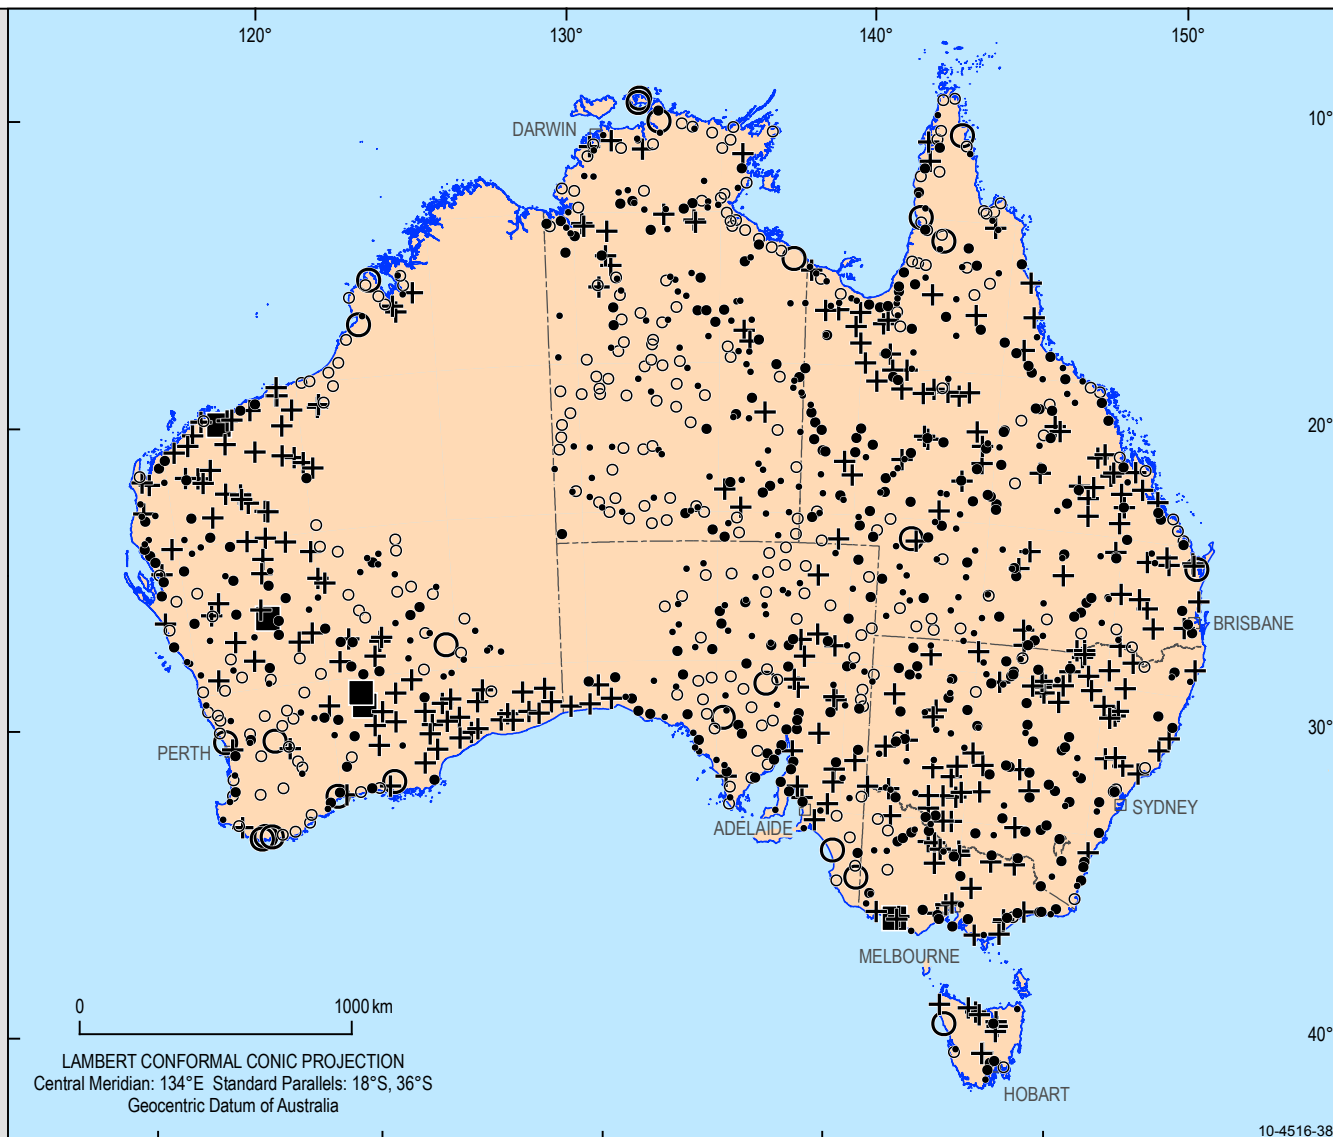 120°
130°
140°
150°
10°
DARWIN
20°
BRISBANE
30°
PERTH
SYDNEY
ADELAIDE
MELBOURNE
0
1000 km
40°
LAMBERT CONFORMAL CONIC PROJECTION
Central Meridian: 134°E Standard Parallels: 18°S, 36°S
HOBART
Geocentric Datum of Australia
10-4516-38